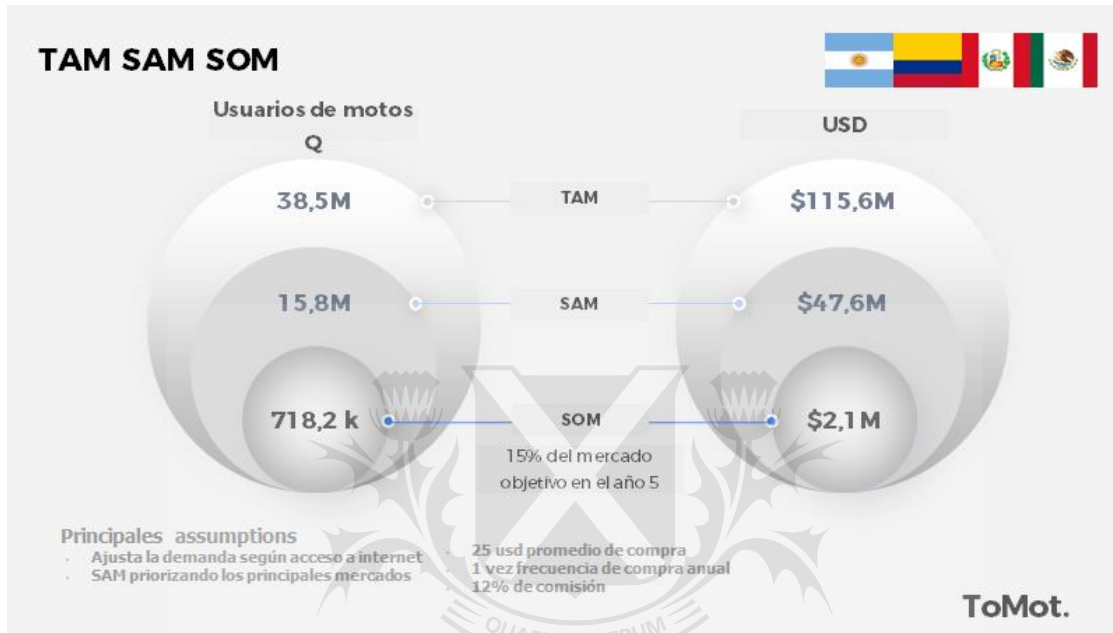 TAM SAM SOM
Usuarios de motos
Q
USD
38,5M
TAM
$115,6M
15,8M
SAM
$47,6M
718,2 k
SOM
$2,1M
15% del mercado
objetivo en el año 5
Principales assumptions
· Ajusta la demanda según acceso a internet
· SAM priorizando los principales mercados
· 25 usd promedio de compra
· 1 vez frecuencia de compra anual
· 12% de comisión
ToMot.